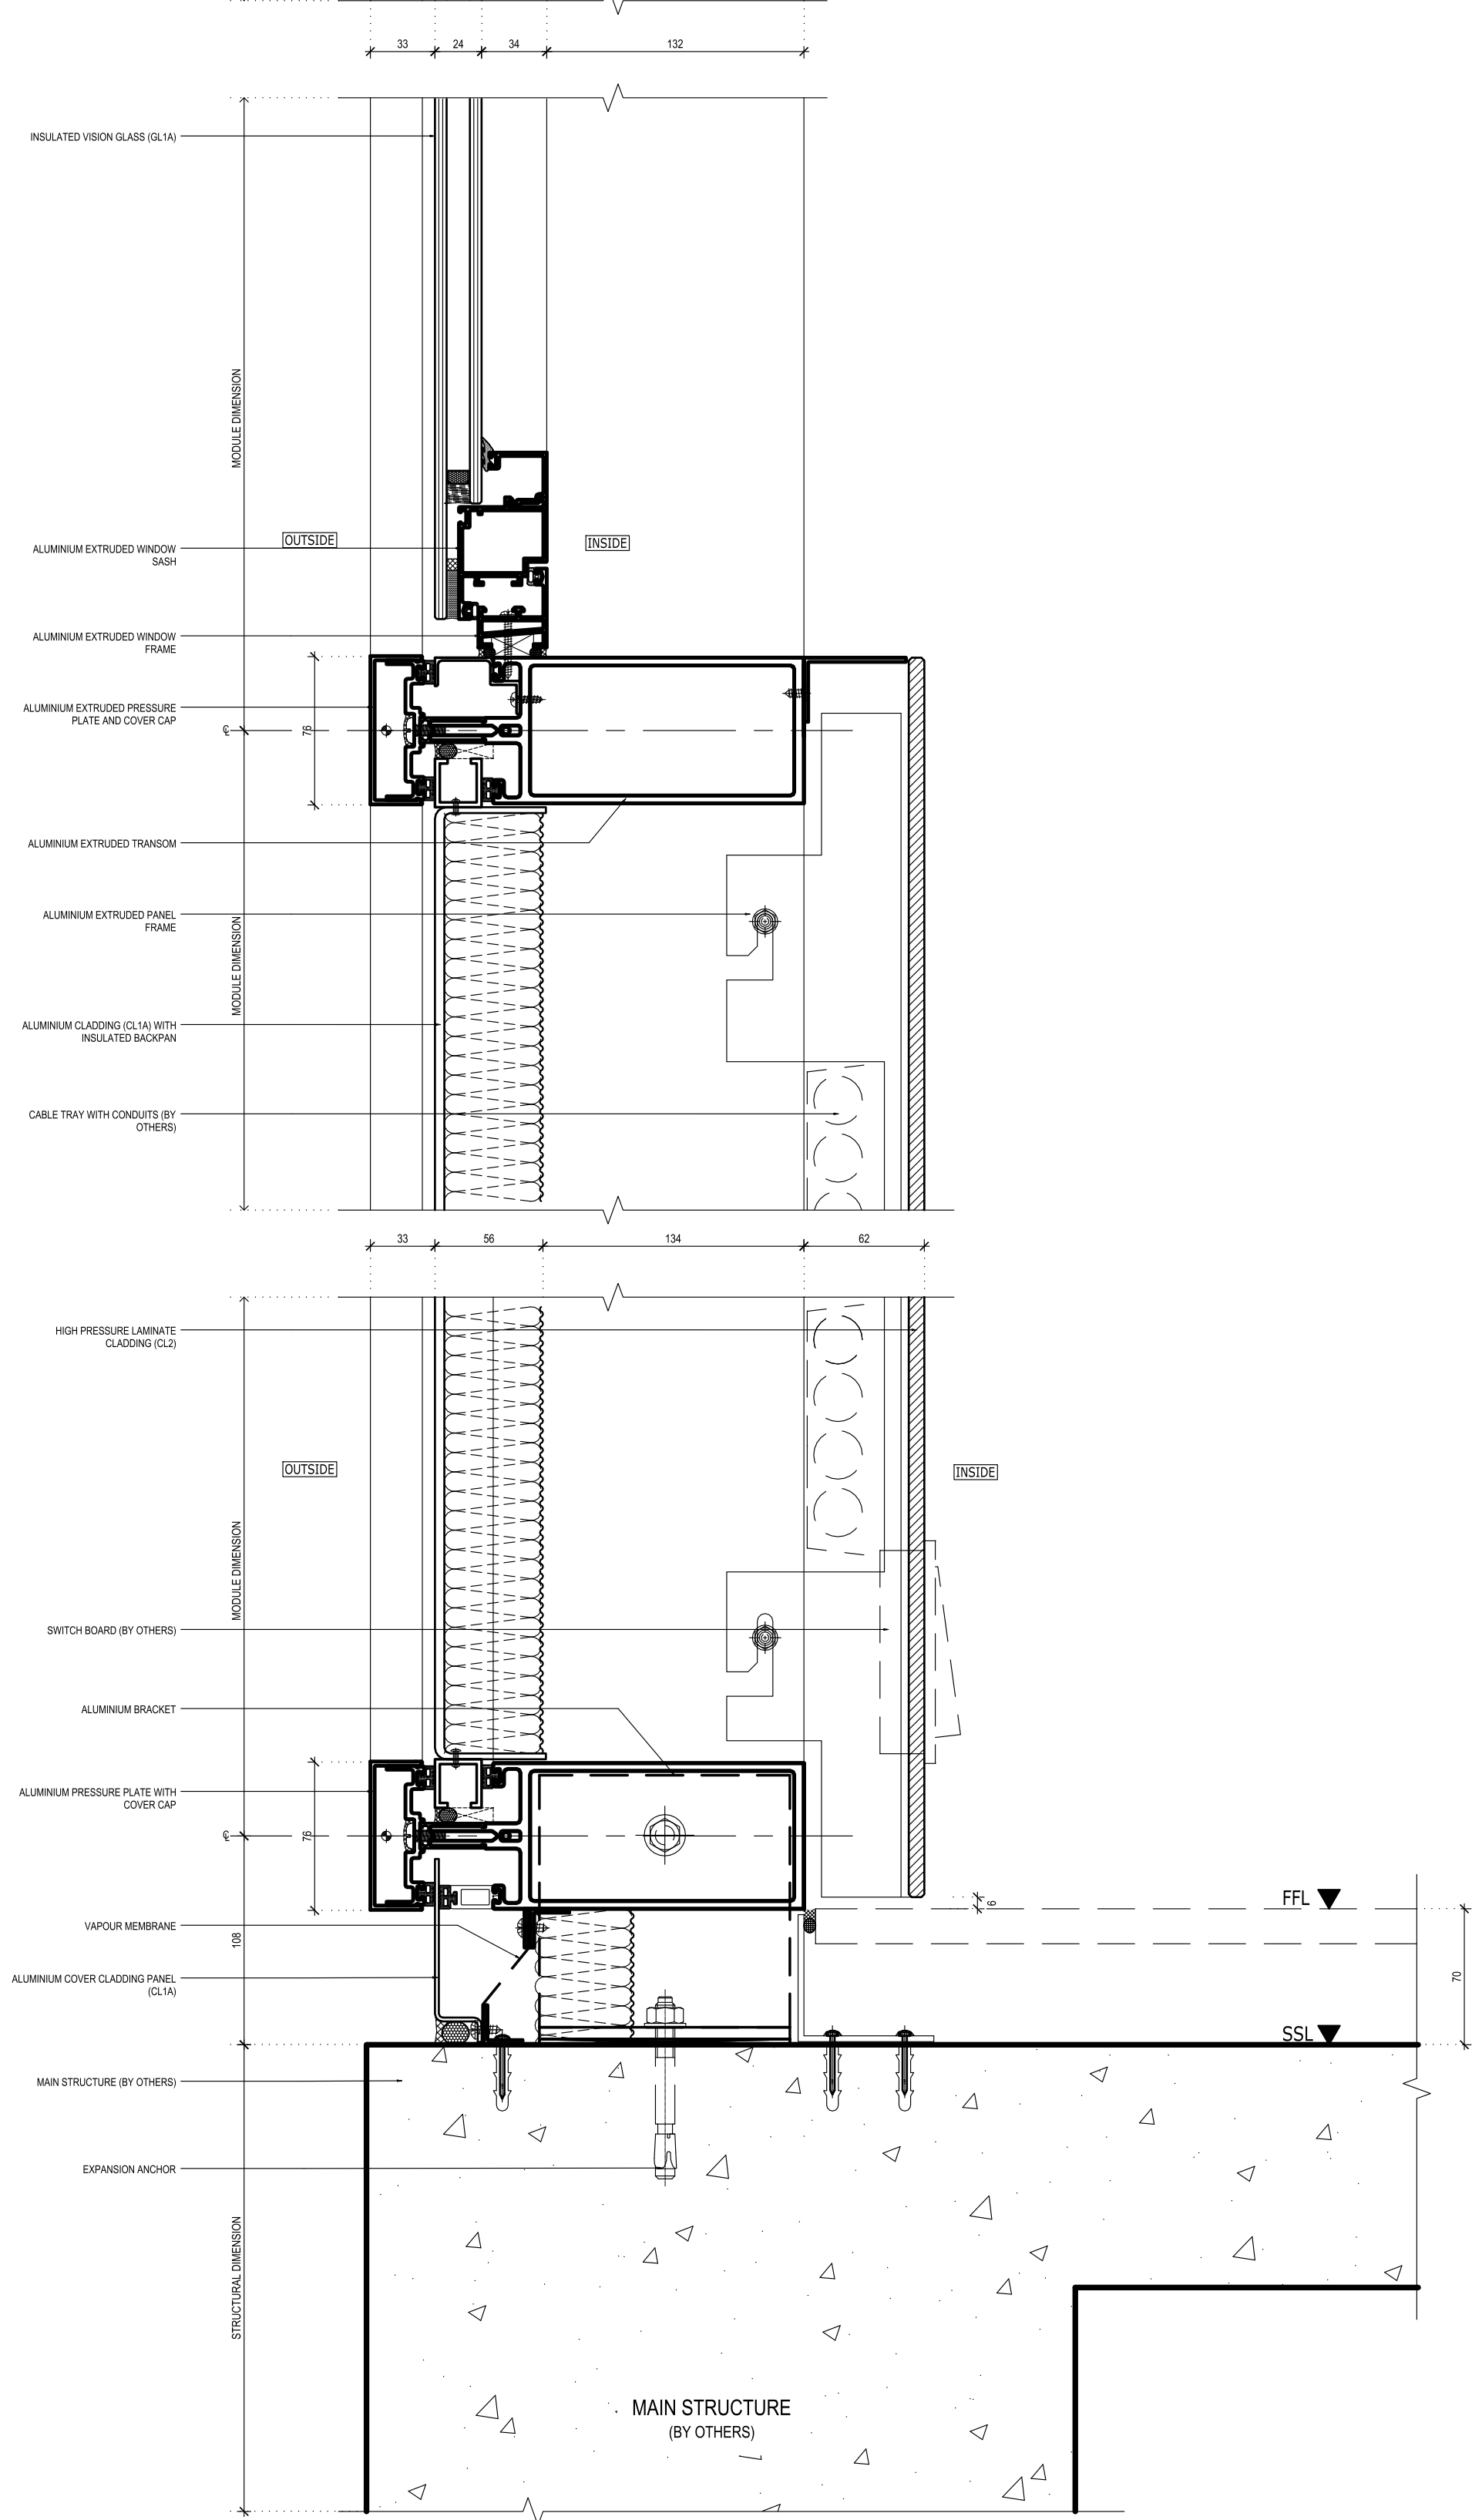 33 24 34 132
INSULATED VISION GLASS (GL1A)
MODULE DIMENSION
OUTSIDE
INSIDE
ALUMINIUM EXTRUDED WINDOW
SASH
ALUMINIUM EXTRUDED WINDOW
FRAME
ALUMINIUM EXTRUDED PRESSURE
PLATE AND COVER CAP
76
ALUMINIUM EXTRUDED TRANSOM
ALUMINIUM EXTRUDED PANEL
FRAME
MODULE DIMENSION
ALUMINIUM CLADDING (CL1A) WITH
INSULATED BACKPAN
CABLE TRAY WITH CONDUITS (BY
OTHERS)
33 56 134 62
HIGH PRESSURE LAMINATE
CLADDING (CL2)
OUTSIDE
INSIDE
MODULE DIMENSION
SWITCH BOARD (BY OTHERS)
ALUMINIUM BRACKET
ALUMINIUM PRESSURE PLATE WITH
COVER CAP
76
6
FFL
VAPOUR MEMBRANE
108
70
ALUMINIUM COVER CLADDING PANEL
(CL1A)
SSL
MAIN STRUCTURE (BY OTHERS)
EXPANSION ANCHOR
STRUCTURAL DIMENSION
MAIN STRUCTURE
(BY OTHERS)